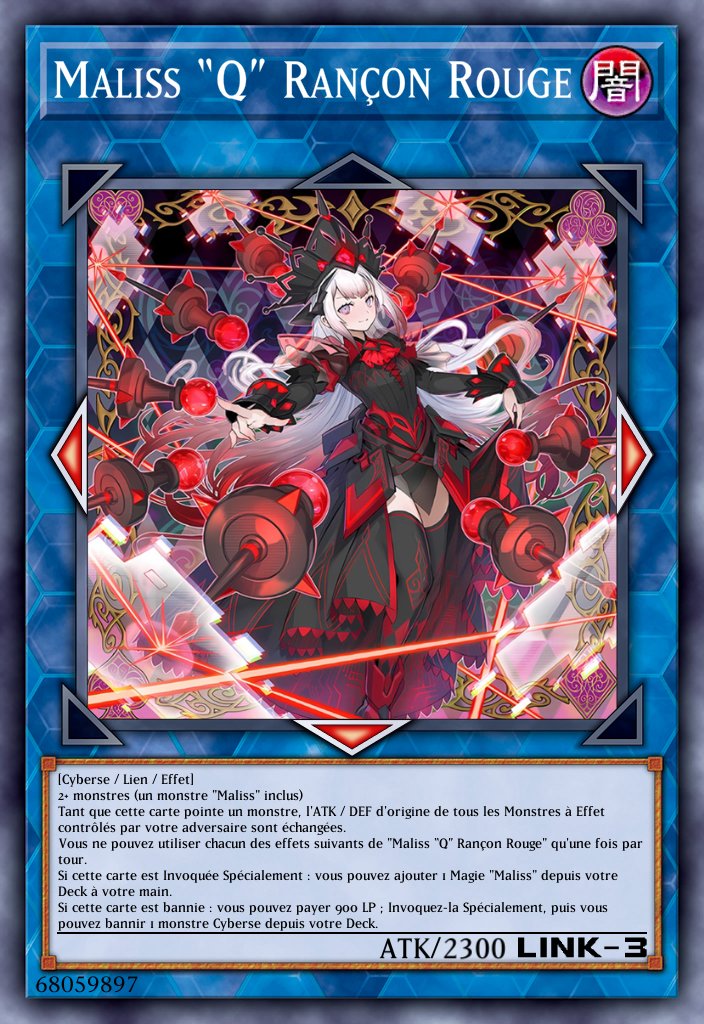 Maliss "Q" Rançon Rouge 闇
[Cyberse / Lien / Effet]
2+ monstres (un monstre "Maliss" inclus)
Tant que cette carte pointe un monstre, l'ATK / DEF d'origine de tous les Monstres à Effet
contrôlés par votre adversaire sont échangées.
Vous ne pouvez utiliser chacun des effets suivants de "Maliss "Q" Rançon Rouge" qu'une fois par
tour.
Si cette carte est Invoquée Spécialement : vous pouvez ajouter 1 Magie "Maliss" depuis votre
Deck à votre main.
Si cette carte est bannie : vous pouvez payer 900 LP ; Invoquez-la Spécialement, puis vous
pouvez bannir 1 monstre Cyberse depuis votre Deck.
ATK/2300 LINK-3
68059897